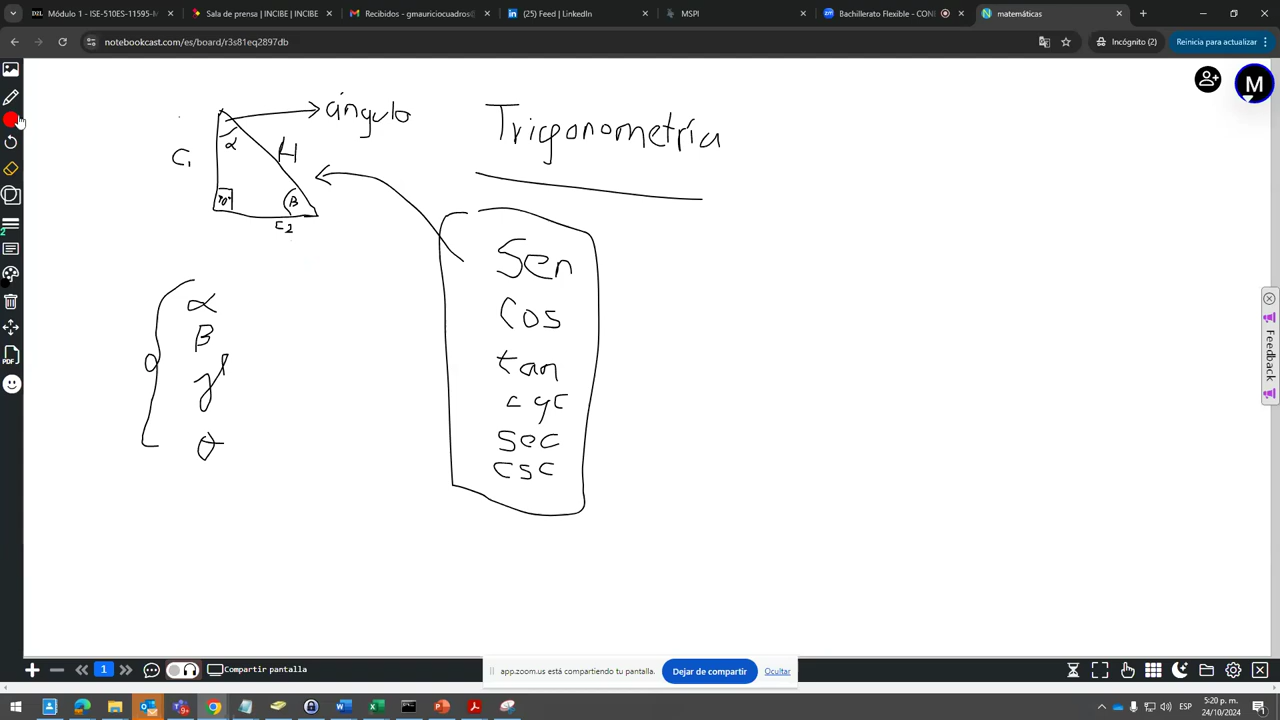 Módulo 1 - ISE-510ES-11595-M
Sala de prensa | INCIBE | INCIBE
Recibidos - gmauriciocuadros@
(25) Feed | LinkedIn
MSPI
Bachillerato Flexible - CON
matemáticas
notebookcast.com/es/board/r3s81eq2897db
Incógnito (2)
Reinicia para actualizar
M
ángulo
Trigonometría
α
H
C1
90°
β
C2
Sen
Cos
tan
sec
csc
α
β
θ
2
PDF
Feedback
1
Compartir pantalla
app.zoom.us está compartiendo tu pantalla.
Dejar de compartir
Ocultar
ESP
5:20 p. m.
24/10/2024